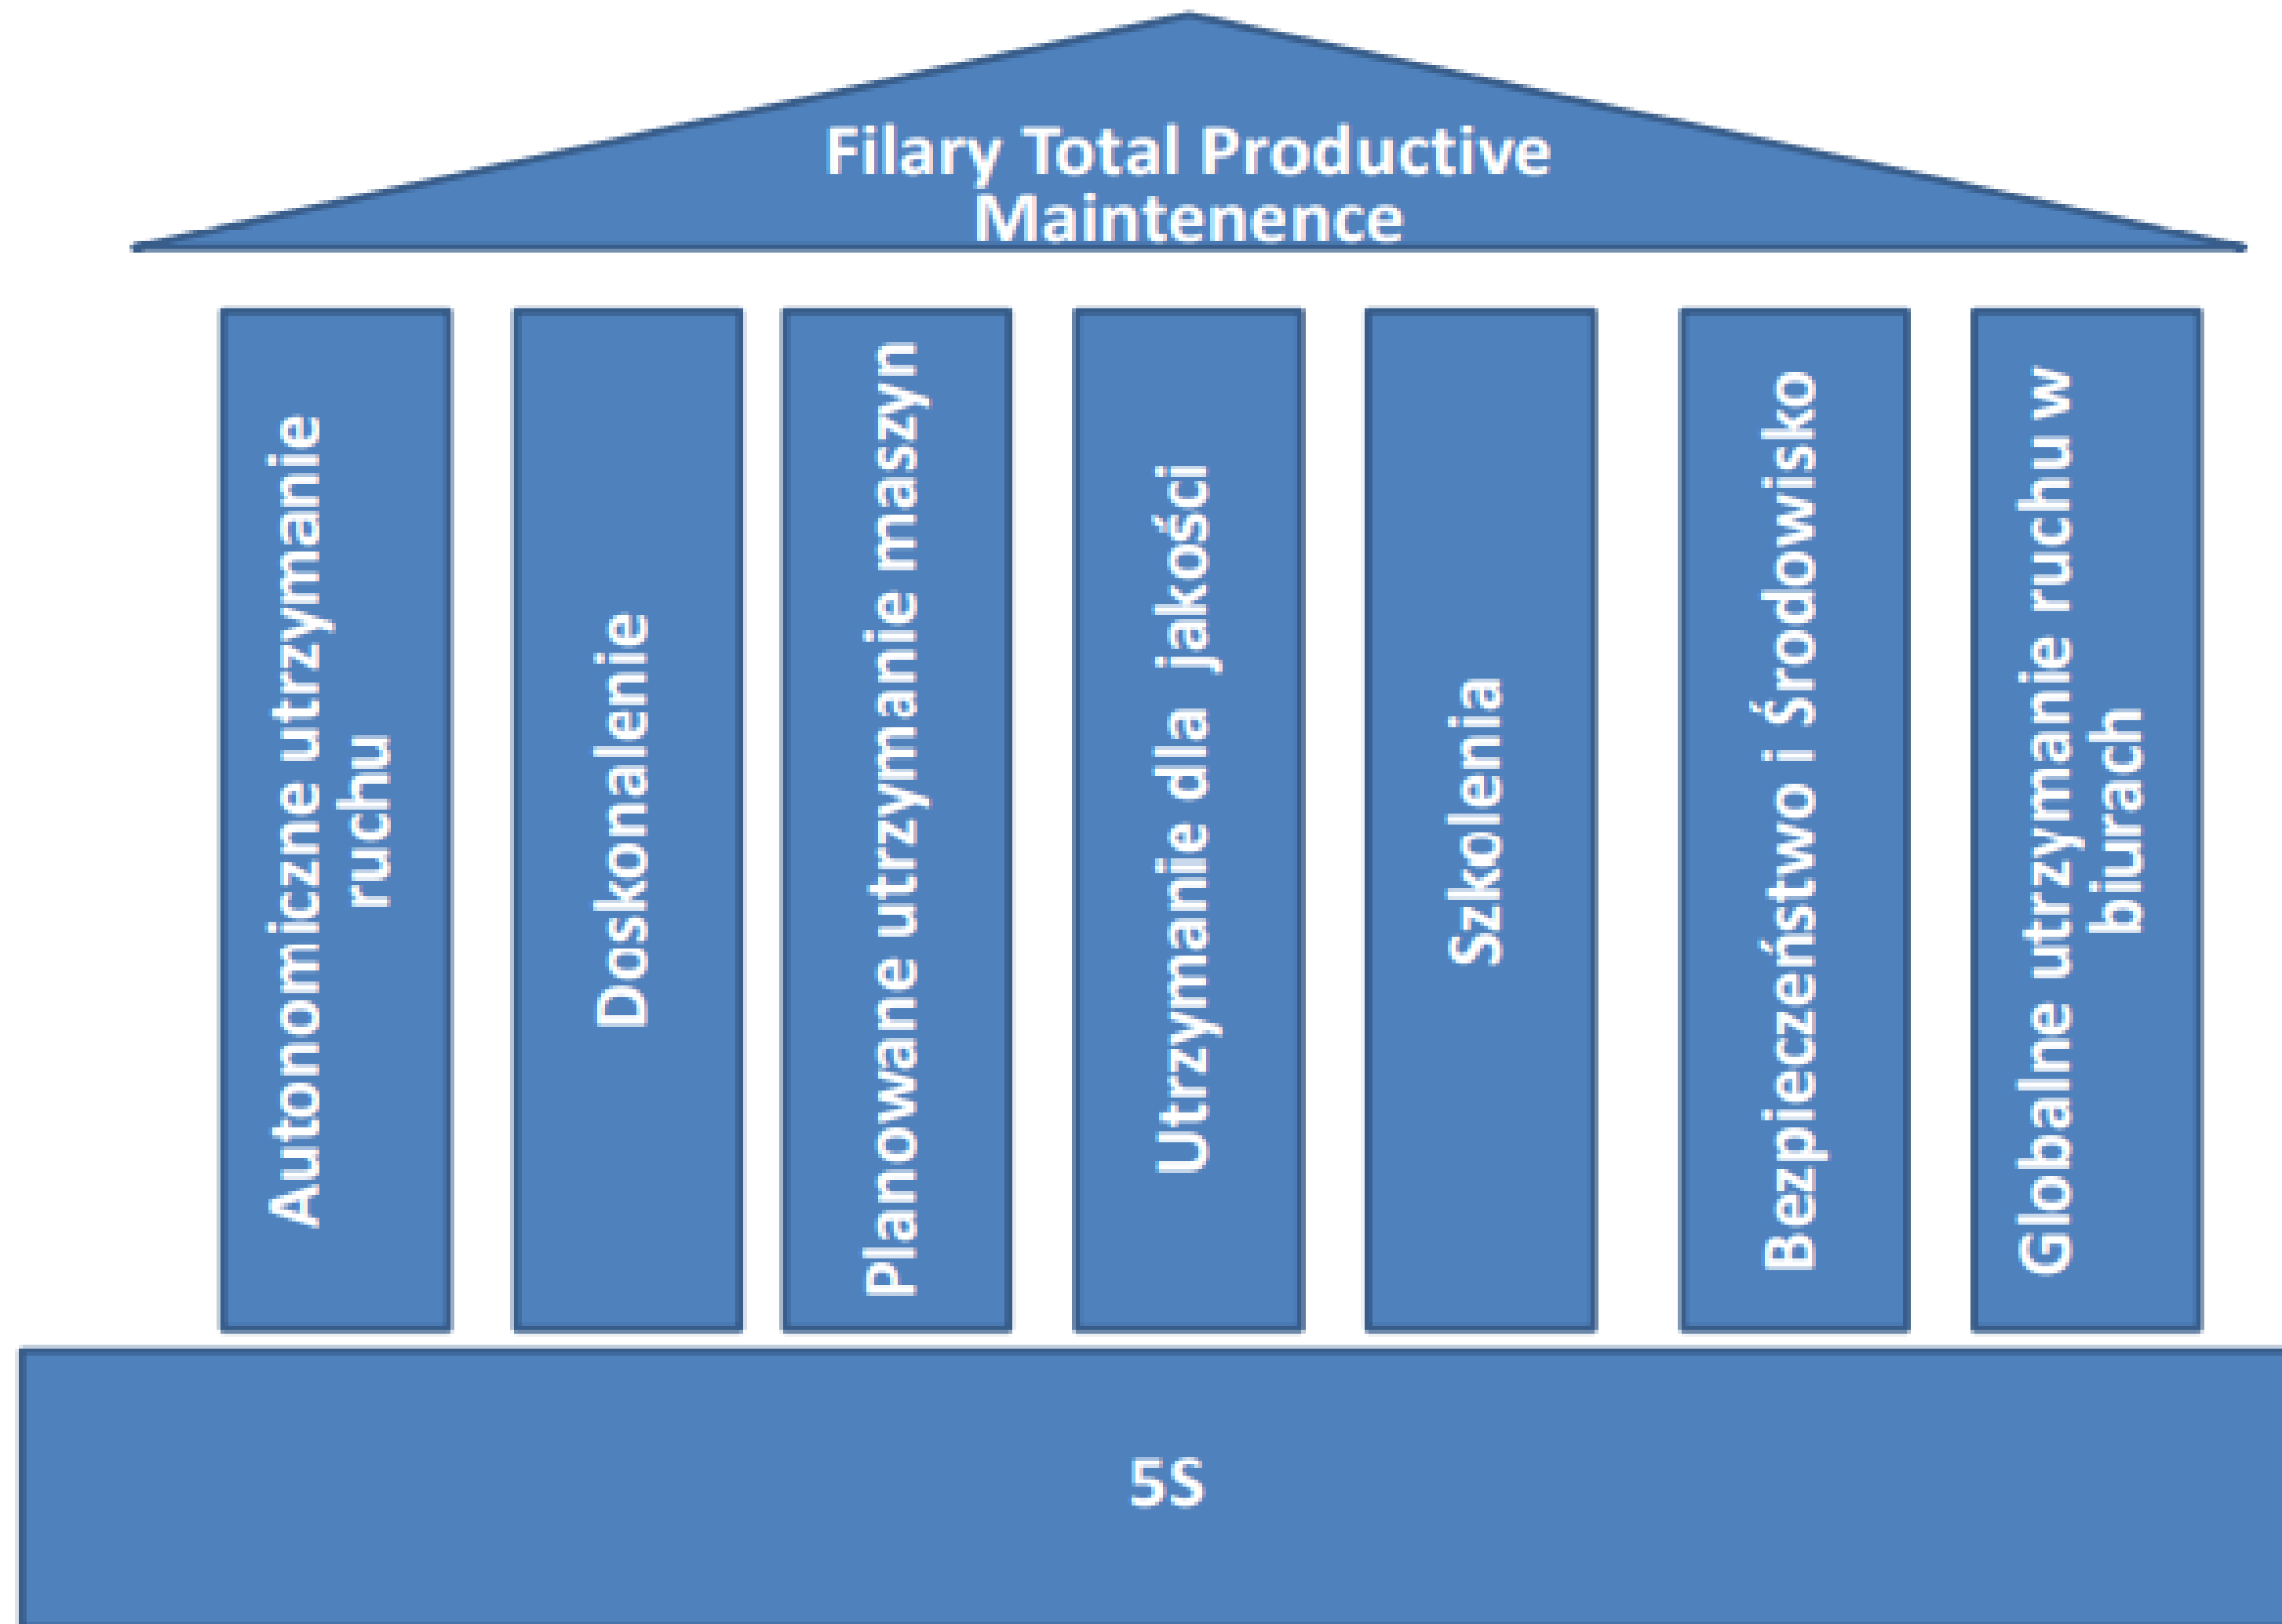 Filary Total Productive
Maintenence
Autonomiczne utrzymanie
ruchu
Doskonalenie
Planowane utrzymanie maszyn
Utrzymanie dla jakości
Szkolenia
Bezpieczeństwo i Środowisko
Globalne utrzymanie ruchu w
biurach
5S